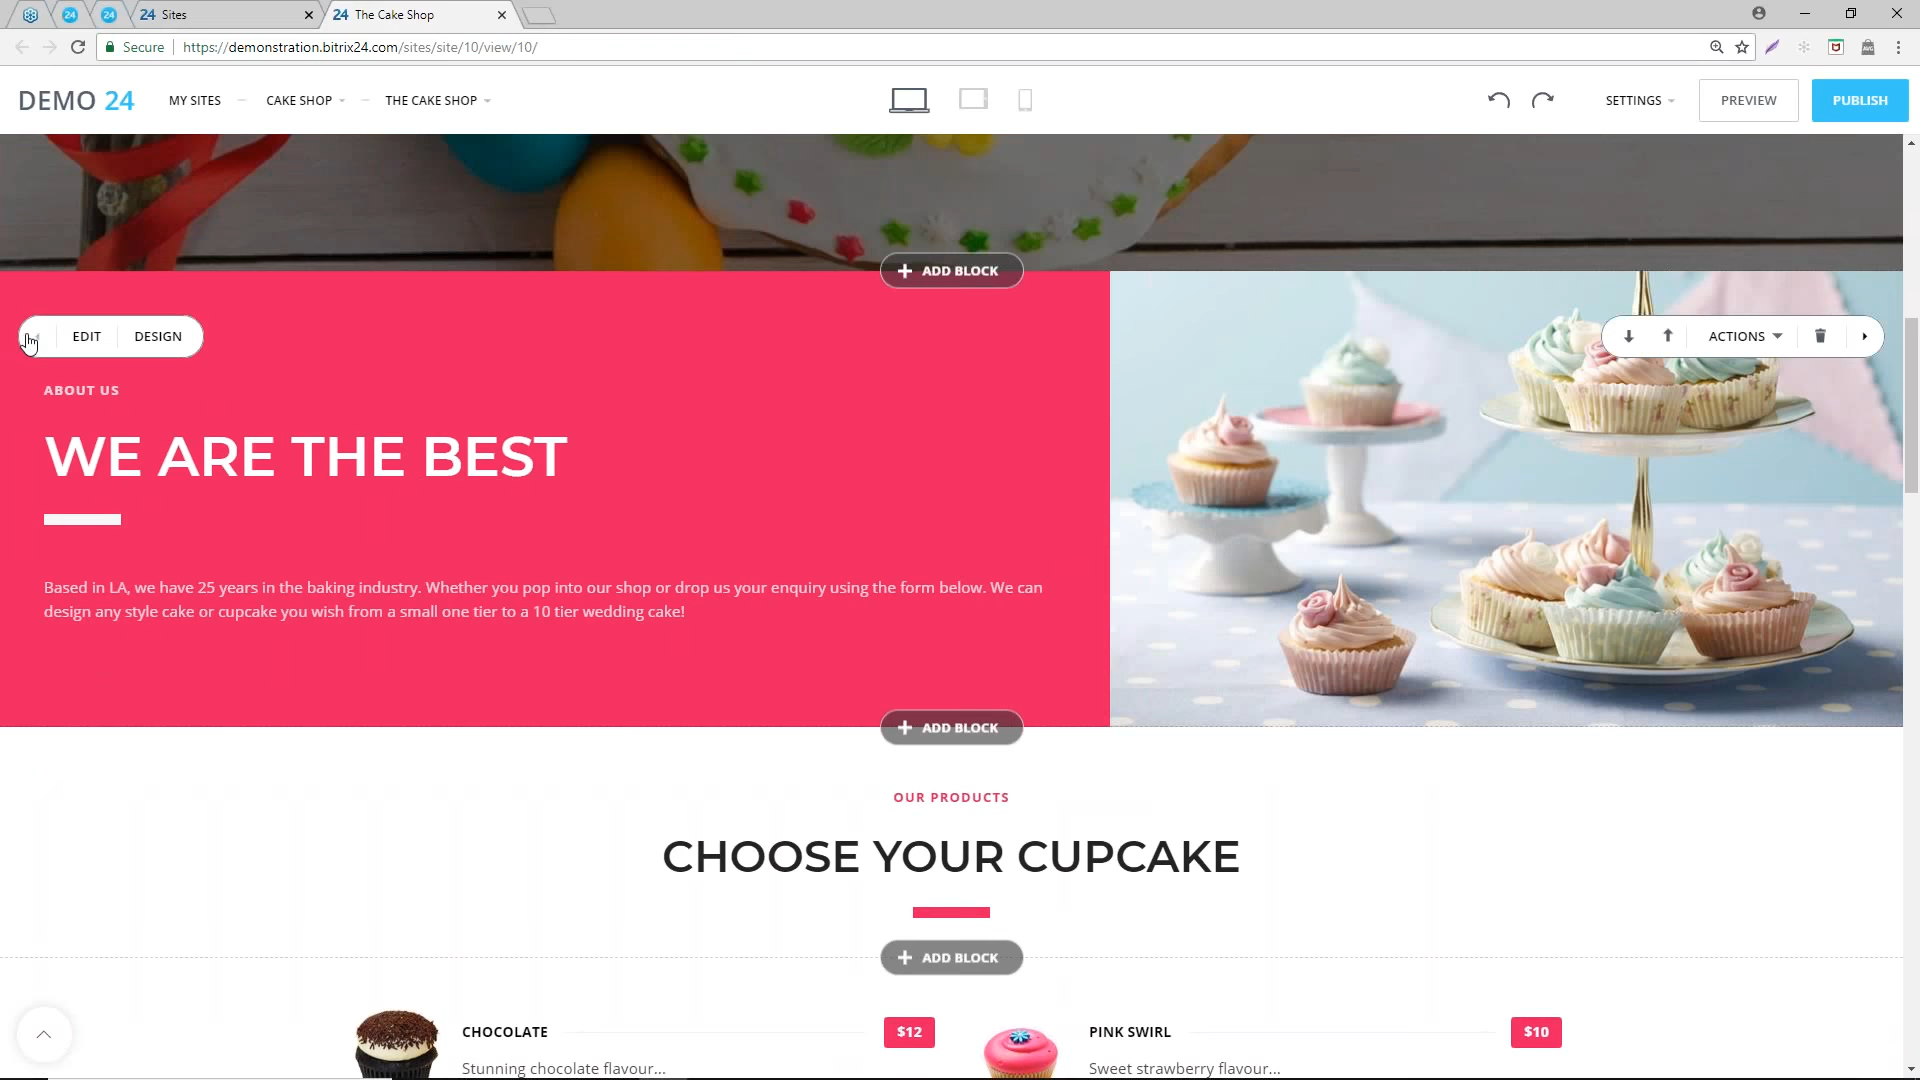 24 Sites
24 The Cake Shop
24
24
Secure
https://demonstration.bitrix24.com/sites/site/10/view/10/
DEMO 24
MY SITES
CAKE SHOP
THE CAKE SHOP
SETTINGS
PREVIEW
PUBLISH
ADD BLOCK
EDIT
DESIGN
ACTIONS
ABOUT US
WE ARE THE BEST
Based in LA, we have 25 years in the baking industry. Whether you pop into our shop or drop us your enquiry using the form below. We can
design any style cake or cupcake you wish from a small one tier to a 10 tier wedding cake!
ADD BLOCK
OUR PRODUCTS
CHOOSE YOUR CUPCAKE
ADD BLOCK
CHOCOLATE
$12
PINK SWIRL
$10
Stunning chocolate flavour...
Sweet strawberry flavour...